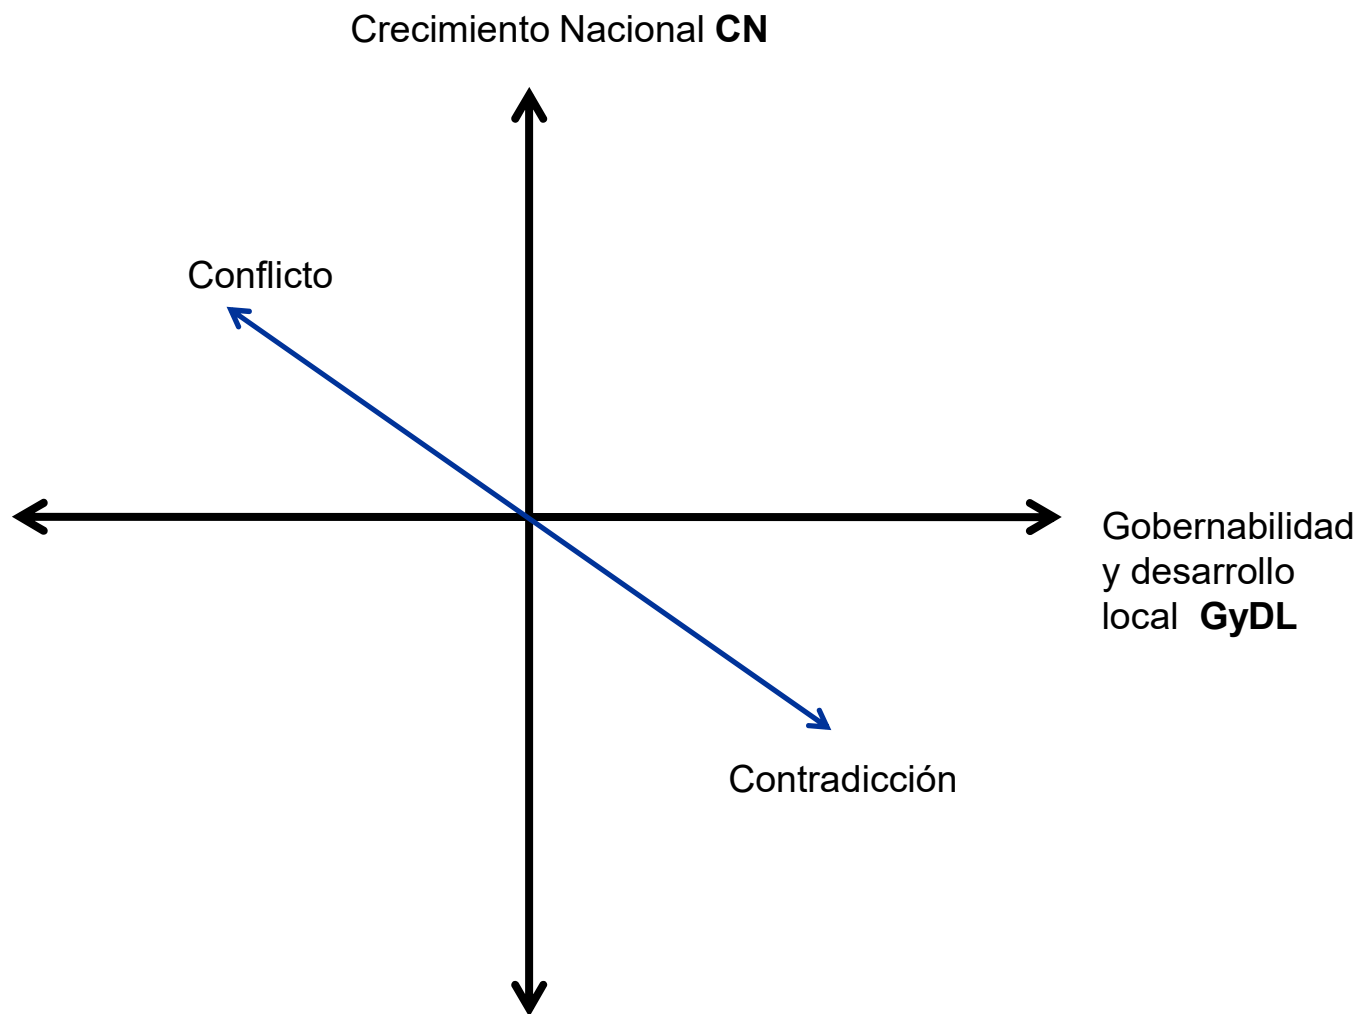 Crecimiento Nacional CN
Conflicto
Gobernabilidad
y desarrollo
local GyDL
Contradicción